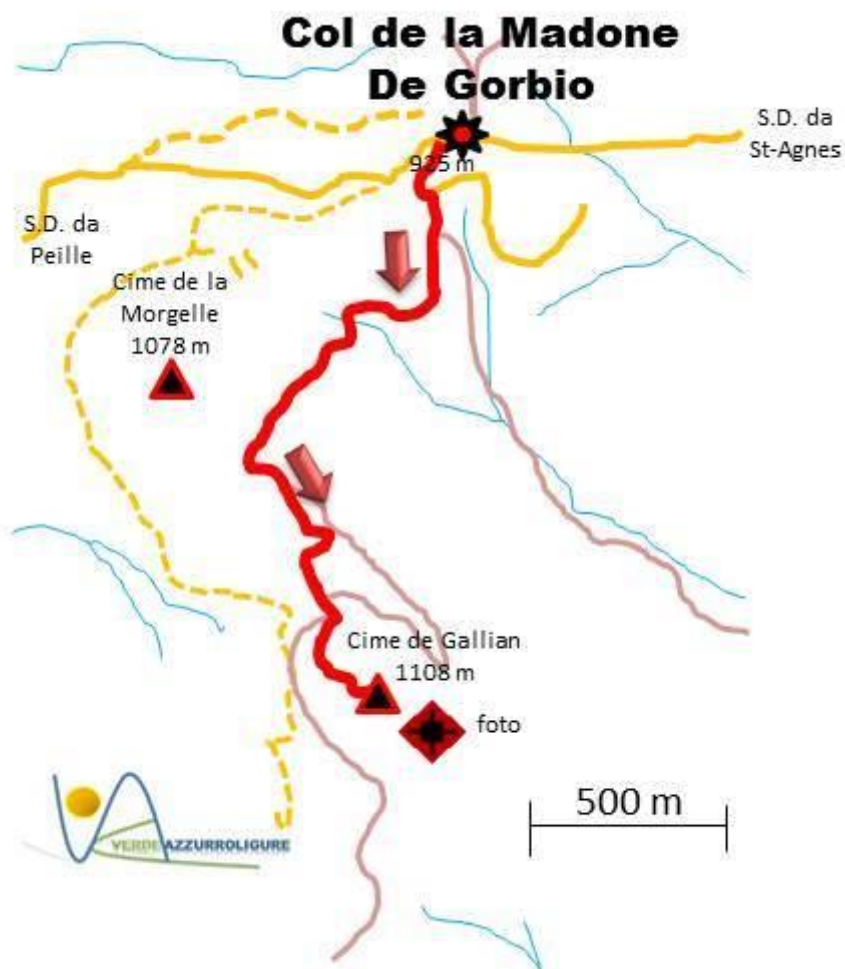 Col de la Madone
De Gorbio
S.D. da
St-Agnes
925 m
S.D. da
Peille
Cime de la
Morgelle
1078 m
Cime de Gallian
1108 m
foto
500 m
VERDEAZZURROLIGURE